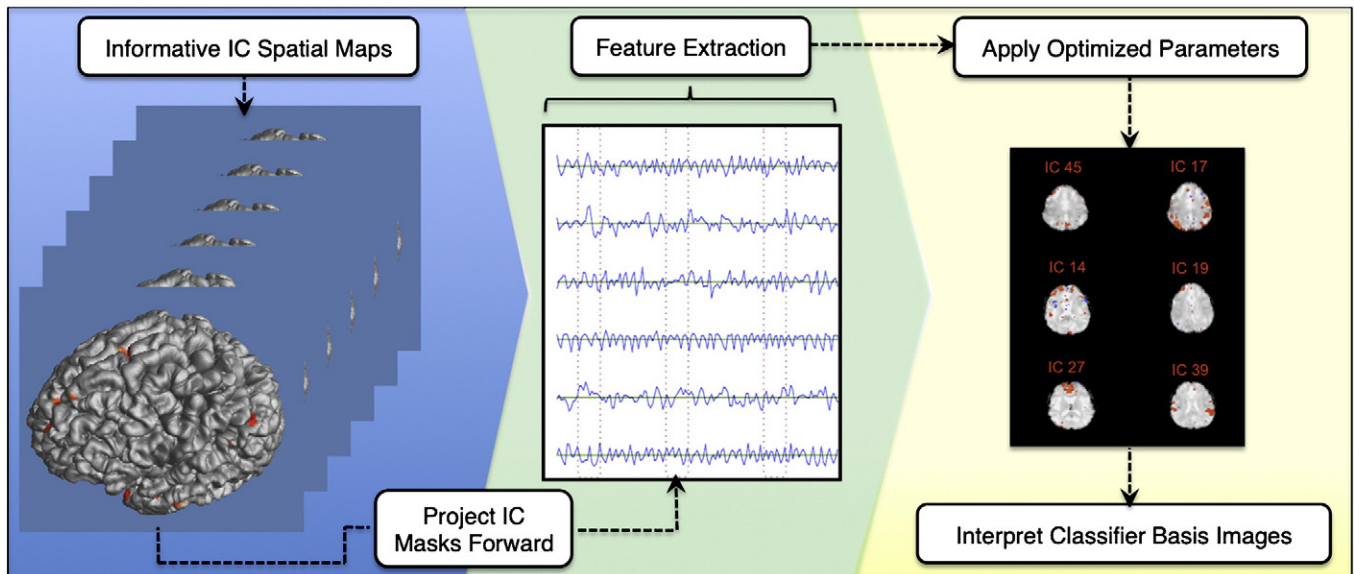 Informative IC Spatial Maps
Project IC
Masks Forward
Feature Extraction
Apply Optimized Parameters
IC 45
IC 17
IC 14
IC 19
IC 27
IC 39
Interpret Classifier Basis Images